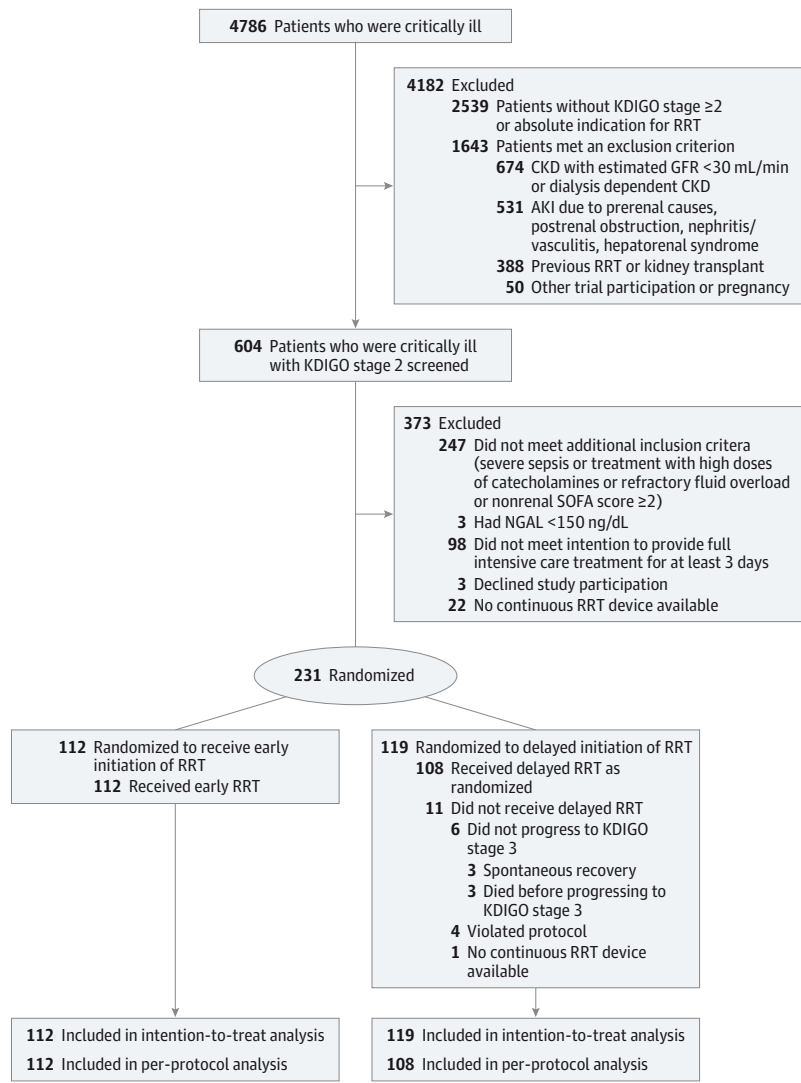 4786 Patients who were critically ill
4182 Excluded
2539 Patients without KDIGO stage ≥2
or absolute indication for RRT
1643 Patients met an exclusion criterion
674 CKD with estimated GFR <30 mL/min
or dialysis dependent CKD
531 AKI due to prerenal causes,
postrenal obstruction, nephritis/
vasculitis, hepatorenal syndrome
388 Previous RRT or kidney transplant
50 Other trial participation or pregnancy
604 Patients who were critically ill
with KDIGO stage 2 screened
373 Excluded
247 Did not meet additional inclusion critera
(severe sepsis or treatment with high doses
of catecholamines or refractory fluid overload
or nonrenal SOFA score ≥2)
3 Had NGAL <150 ng/dL
98 Did not meet intention to provide full
intensive care treatment for at least 3 days
3 Declined study participation
22 No continuous RRT device available
231 Randomized
112 Randomized to receive early
initiation of RRT
112 Received early RRT
119 Randomized to delayed initiation of RRT
108 Received delayed RRT as
randomized
11 Did not receive delayed RRT
6 Did not progress to KDIGO
stage 3
3 Spontaneous recovery
3 Died before progressing to
KDIGO stage 3
4 Violated protocol
1 No continuous RRT device
available
112 Included in intention-to-treat analysis
112 Included in per-protocol analysis
119 Included in intention-to-treat analysis
108 Included in per-protocol analysis